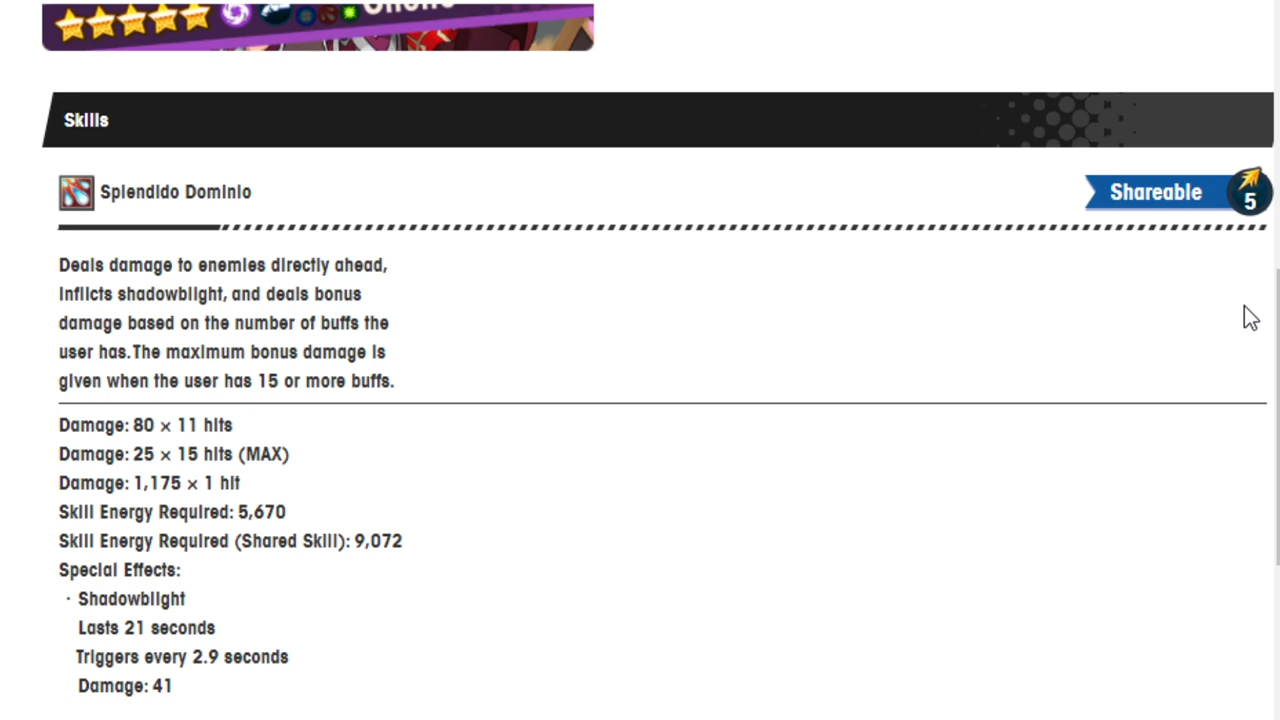 Skills
Splendido Dominio
Shareable
5
Deals damage to enemies directly ahead,
inflicts shadowblight, and deals bonus
damage based on the number of buffs the
user has.The maximum bonus damage is
given when the user has 15 or more buffs.
Damage: 80 × 11 hits
Damage: 25 × 15 hits (MAX)
Damage: 1,175 × 1 hit
Skill Energy Required: 5,670
Skill Energy Required (Shared Skill): 9,072
Special Effects:
· Shadowblight
Lasts 21 seconds
Triggers every 2.9 seconds
Damage: 41